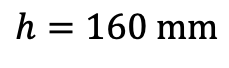 h = 160 mm